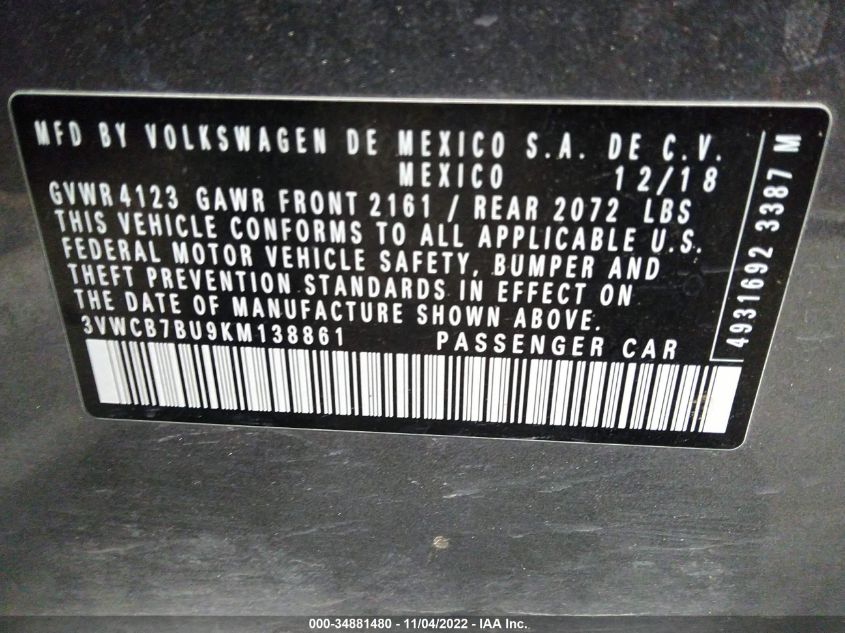 MFD BY VOLKSWAGEN DE MEXICO S.A. DE C.V.
MEXICO 12/18
GVWR 4123 GAWR FRONT 2161 / REAR 2072 LBS
THIS VEHICLE CONFORMS TO ALL APPLICABLE U.S.
FEDERAL MOTOR VEHICLE SAFETY, BUMPER AND
THEFT PREVENTION STANDARDS IN EFFECT ON
THE DATE OF MANUFACTURE SHOWN ABOVE.
3VWCB7BU9KM138861 PASSENGER CAR
4931692 3387 M
000-34881480 - 11/04/2022 - IAA Inc.